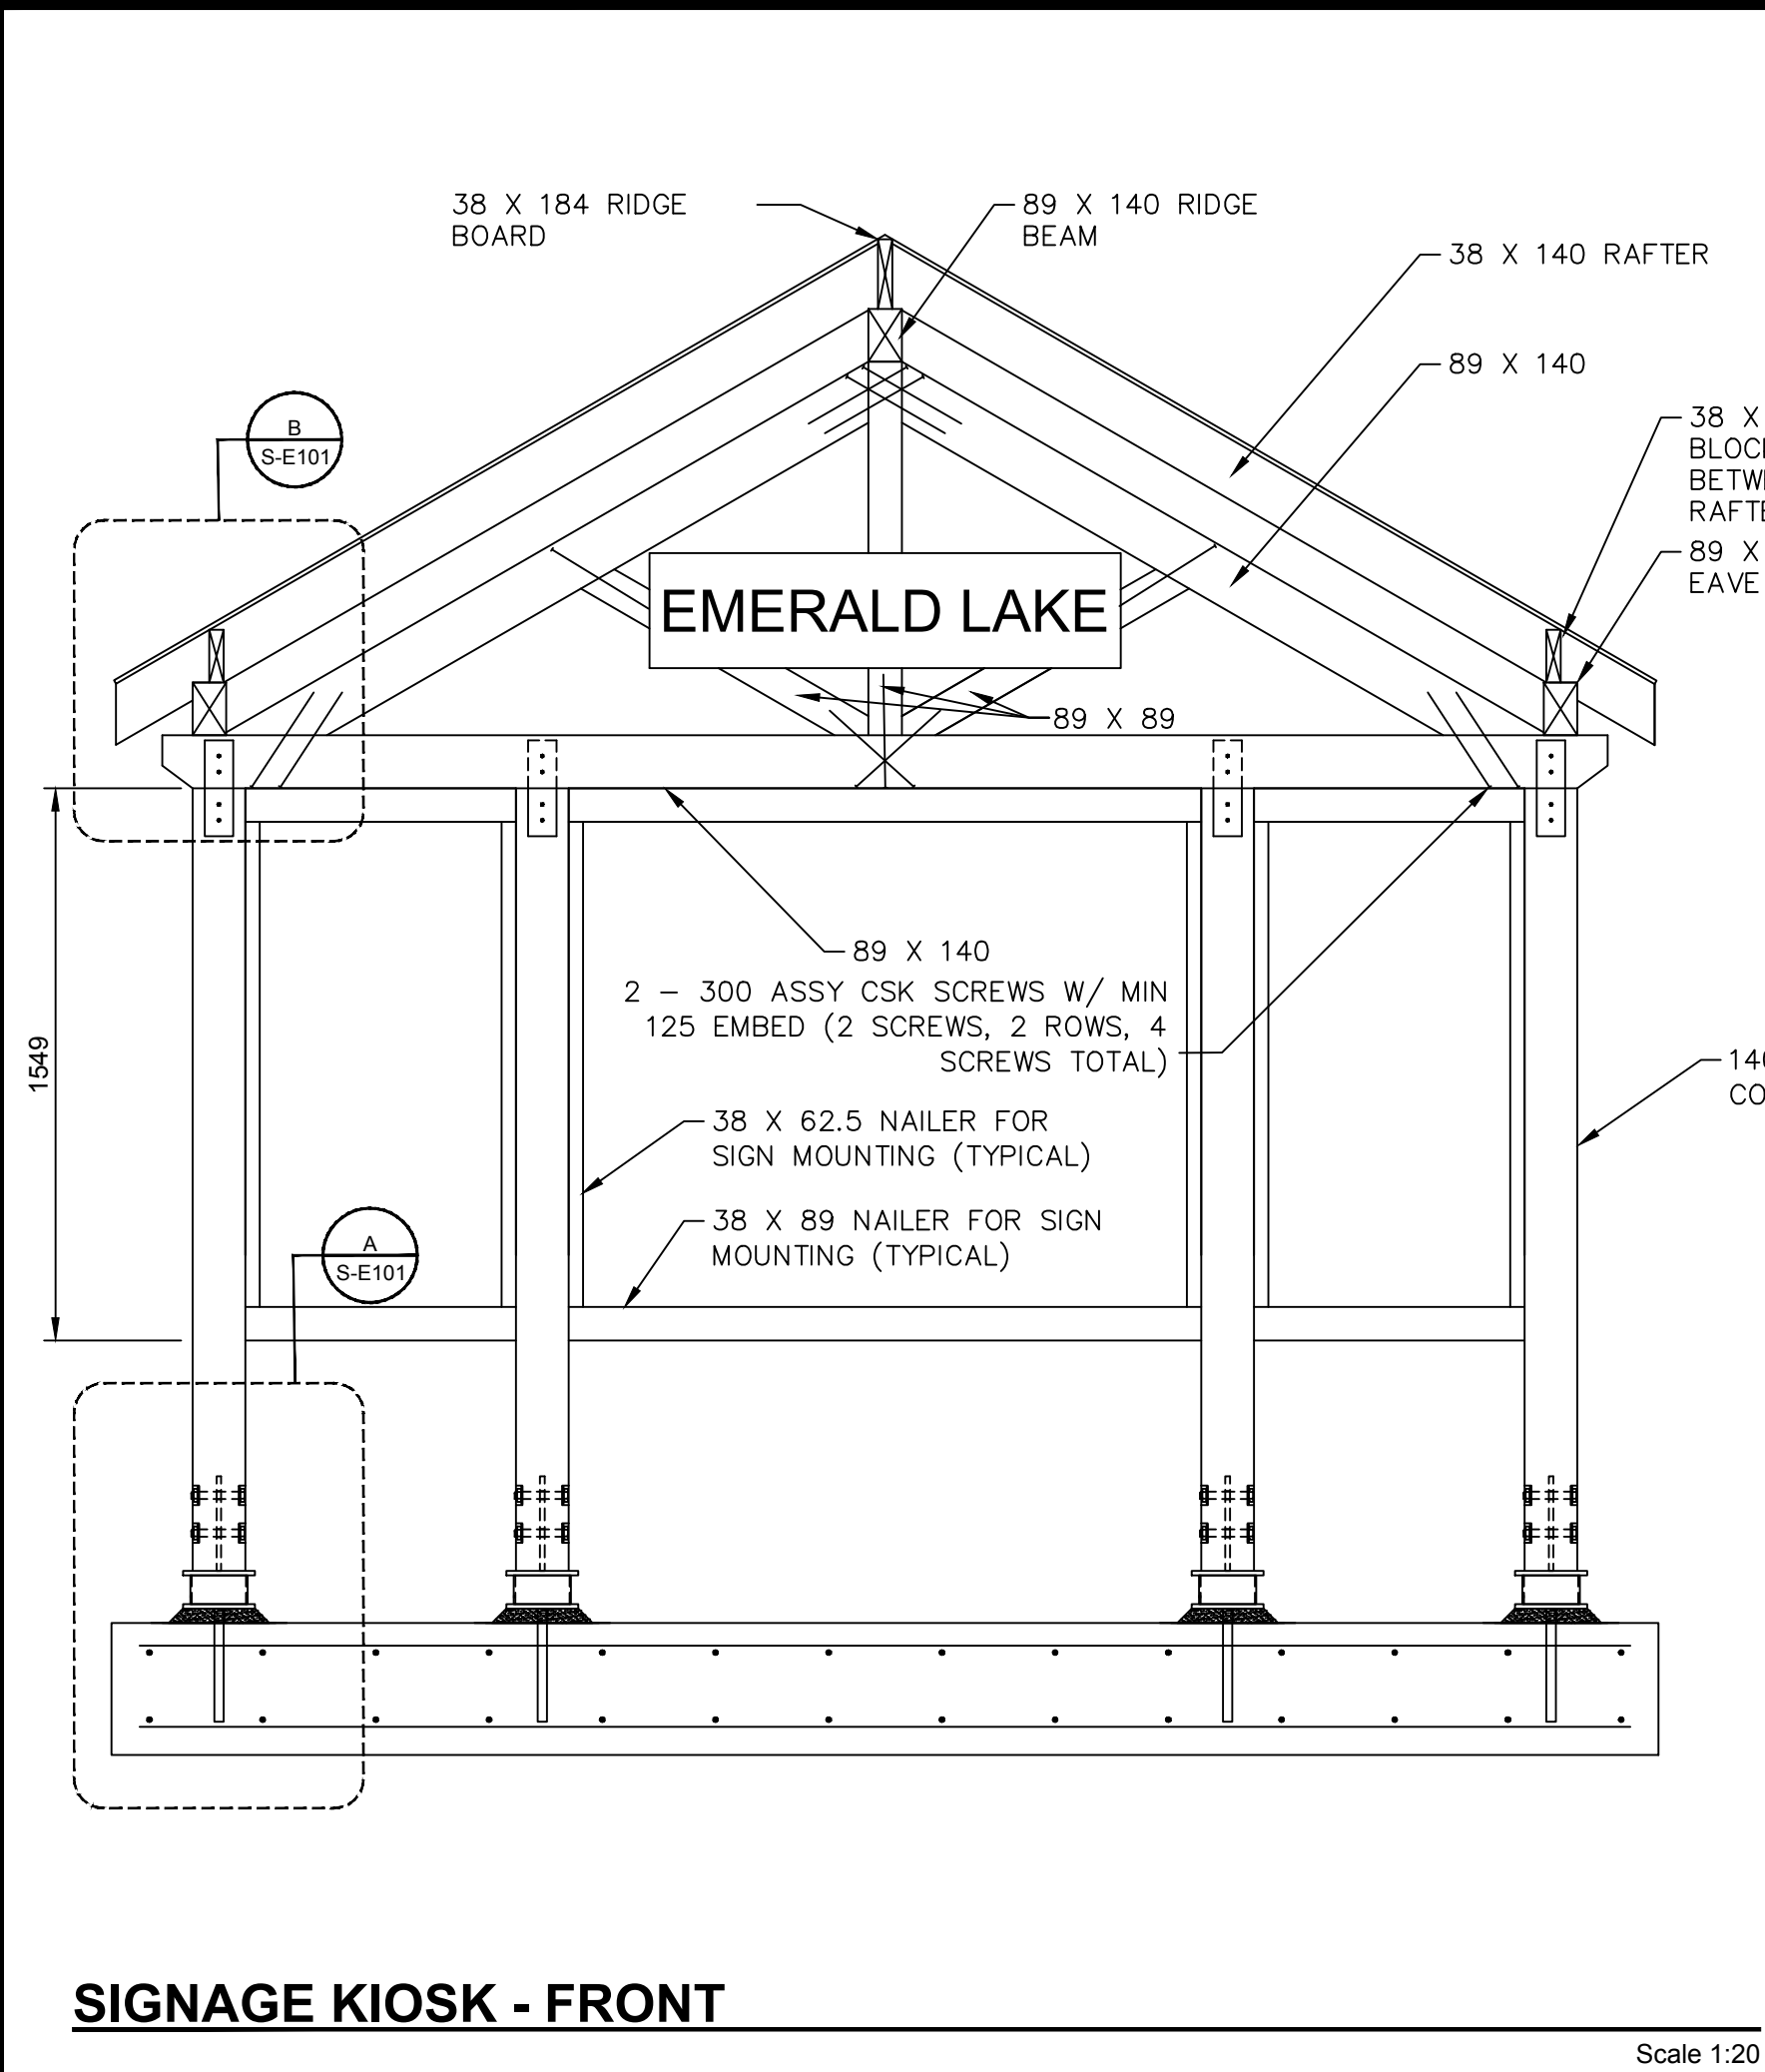 38 X 184 RIDGE
BOARD
89 X 140 RIDGE
BEAM
38 X 140 RAFTER
89 X 140
38 X
89 X
EAVE
B
S-E101
EMERALD LAKE
89 X 89
89 X 140
2 – 300 ASSY CSK SCREWS W/ MIN
125 EMBED (2 SCREWS, 2 ROWS, 4
SCREWS TOTAL)
1549
38 X 62.5 NAILER FOR
SIGN MOUNTING (TYPICAL)
38 X 89 NAILER FOR SIGN
MOUNTING (TYPICAL)
A
S-E101
SIGNAGE KIOSK - FRONT
Scale 1:20